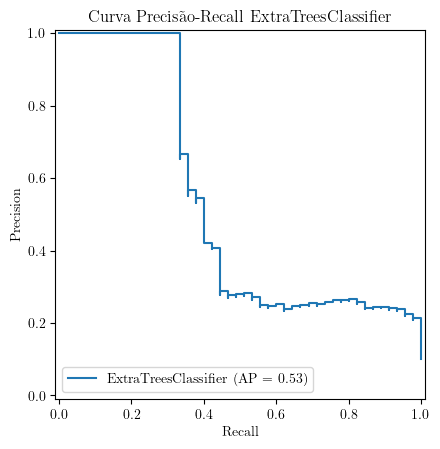 Curva Precisão-Recall ExtraTreesClassifier
1.0
0.8
0.6
0.4
0.2
0.0
Precision
ExtraTreesClassifier (AP = 0.53)
0.0 0.2 0.4 0.6 0.8 1.0
Recall